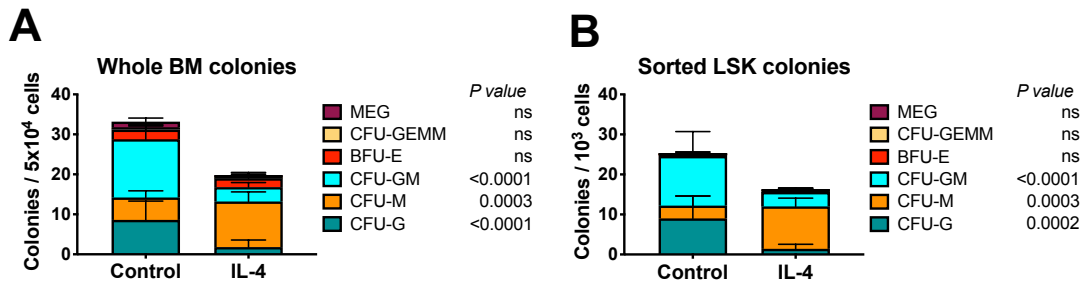 A
Whole BM colonies
P value
Colonies / 5x10⁴ cells
40
30
20
10
0
Control
IL-4
MEG ns
CFU-GEMM ns
BFU-E ns
CFU-GM <0.0001
CFU-M 0.0003
CFU-G <0.0001
B
Sorted LSK colonies
P value
Colonies / 10³ cells
40
30
20
10
0
Control
IL-4
MEG ns
CFU-GEMM ns
BFU-E ns
CFU-GM <0.0001
CFU-M 0.0003
CFU-G 0.0002